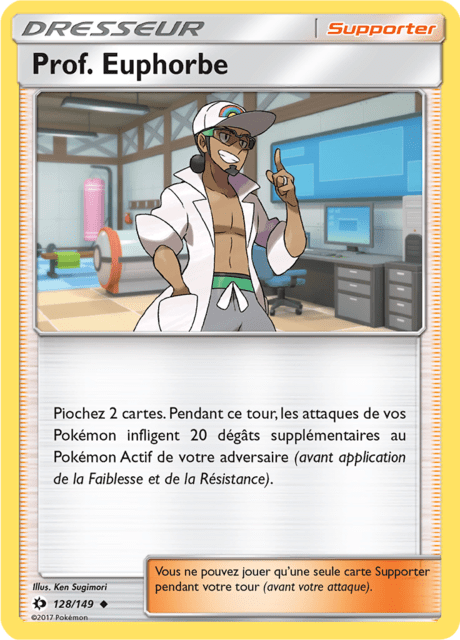 DRESSEUR Supporter
Prof. Euphorbe
Piochez 2 cartes. Pendant ce tour, les attaques de vos
Pokémon infligent 20 dégâts supplémentaires au
Pokémon Actif de votre adversaire (avant application
de la Faiblesse et de la Résistance).
Vous ne pouvez jouer qu'une seule carte Supporter
pendant votre tour (avant votre attaque).
Illus. Ken Sugimori
128/149
©2017 Pokémon